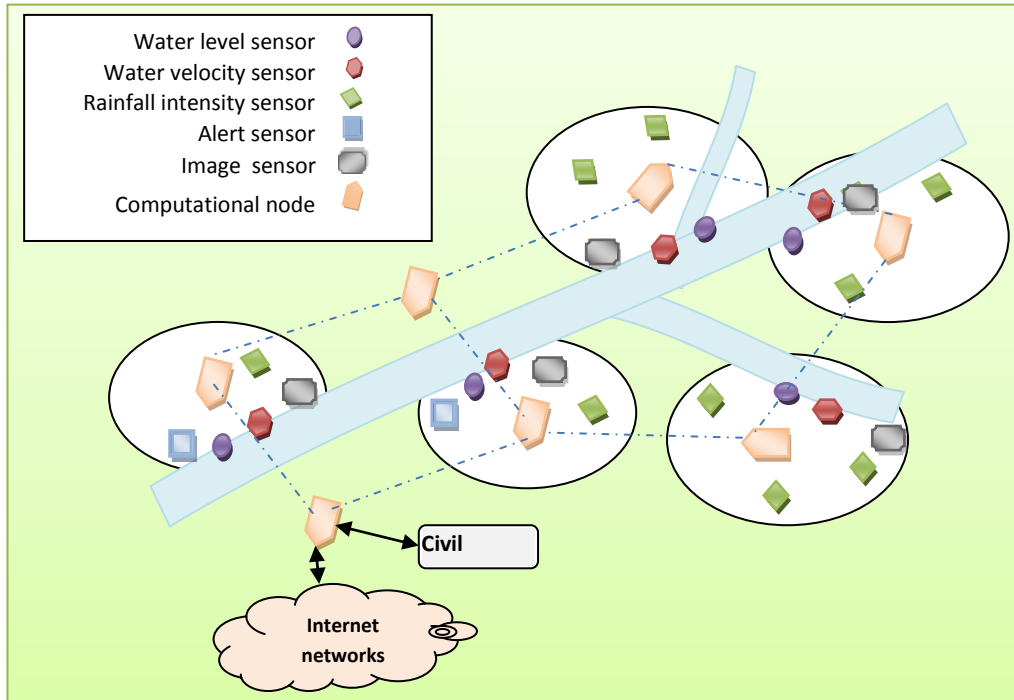 Water level sensor
Water velocity sensor
Rainfall intensity sensor
Alert sensor
Image sensor
Computational node
Civil
Internet
networks